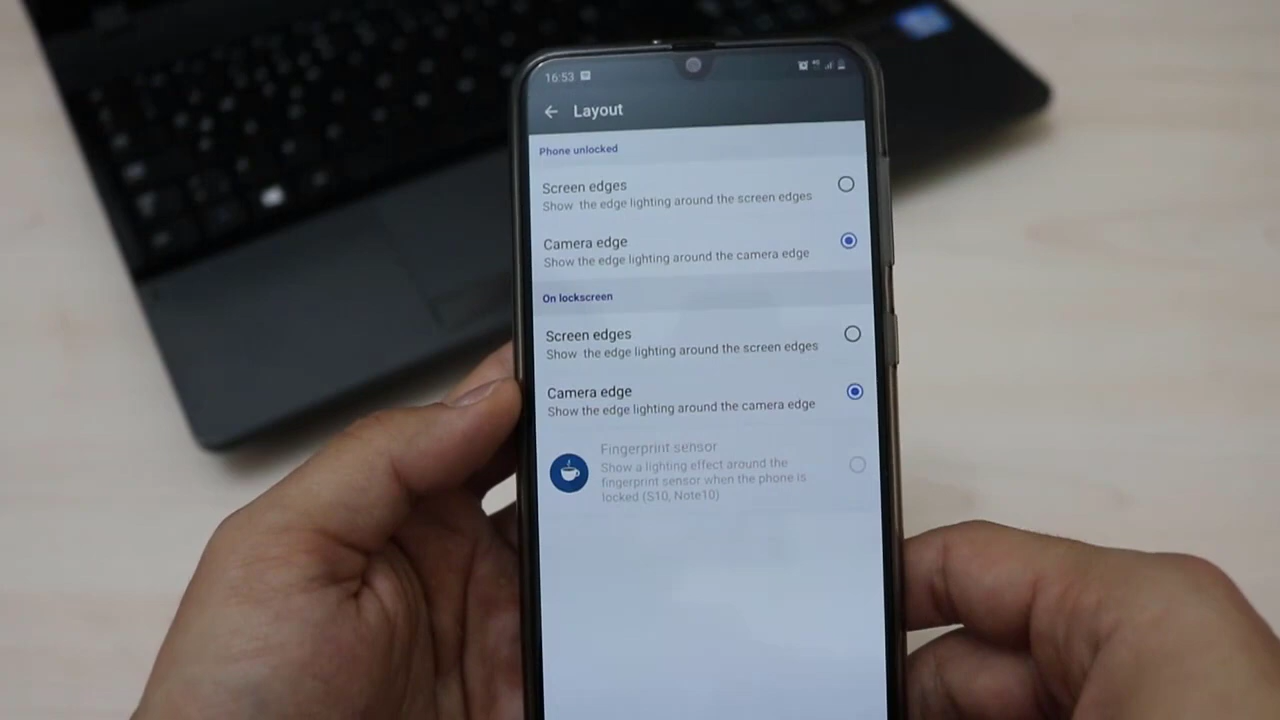 16:53
Layout
Phone unlocked
Screen edges
Show the edge lighting around the screen edges
Camera edge
Show the edge lighting around the camera edge
On lockscreen
Screen edges
Show the edge lighting around the screen edges
Camera edge
Show the edge lighting around the camera edge
Fingerprint sensor
Show a lighting effect around the
fingerprint sensor when the phone is
locked (S10, Note10)